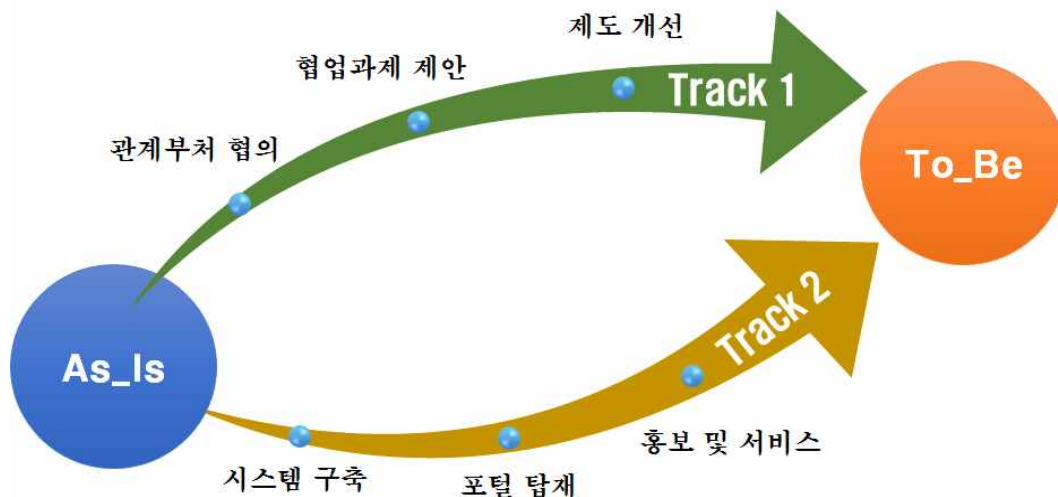 제도 개선
협업과제 제안
Track 1
관계부처 협의
To_Be
As_Is
Track 2
홍보 및 서비스
시스템 구축
포털 탑재